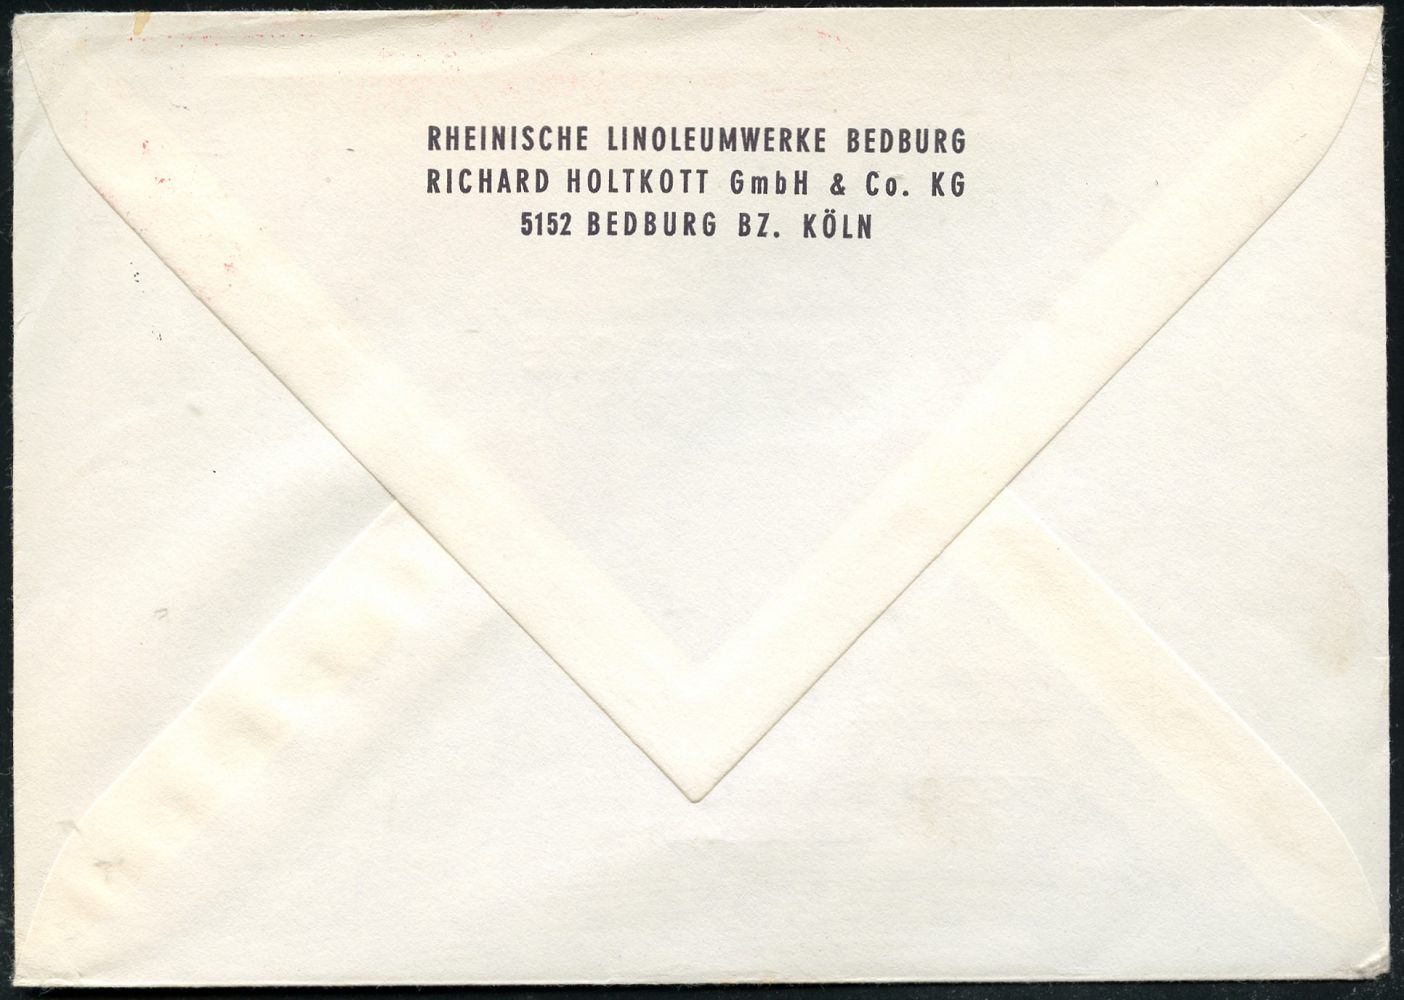 RHEINISCHE LINOLEUMWERKE BEDBURG
RICHARD HOLTKOTT GmbH & Co. KG
5152 BEDBURG BZ. KÖLN